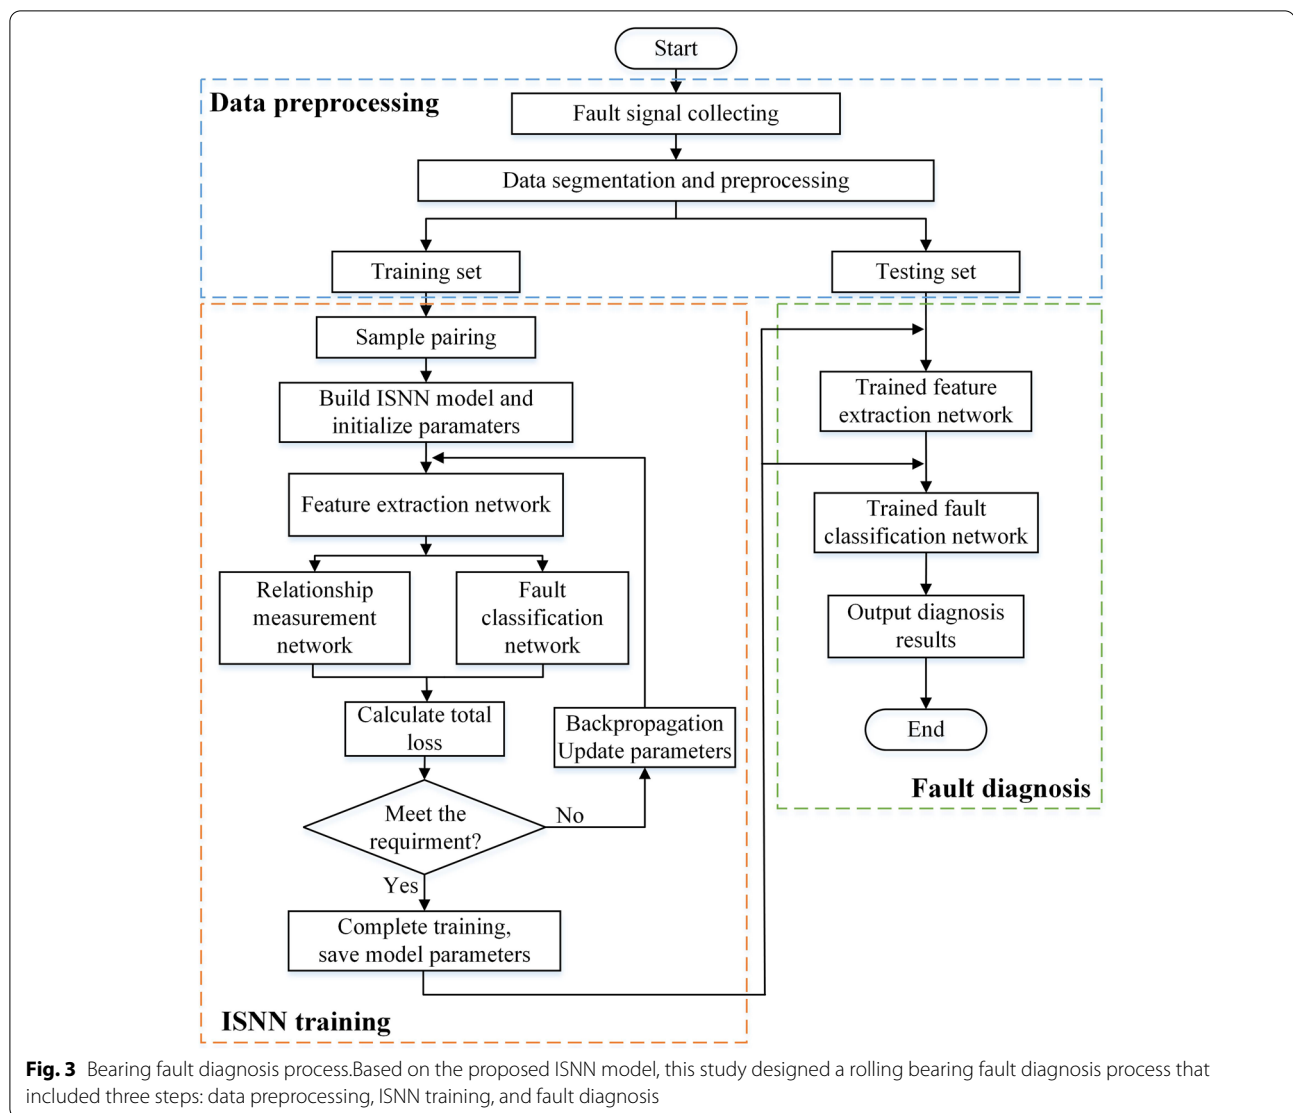 Start
Data preprocessing
Fault signal collecting
Data segmentation and preprocessing
Training set
Testing set
Sample pairing
Build ISNN model and
initialize paramaters
Feature extraction network
Relationship
measurement
network
Fault
classification
network
Calculate total
loss
Backpropagation
Update parameters
Meet the
requirment?
No
Yes
Complete training,
save model parameters
ISNN training
Trained feature
extraction network
Trained fault
classification network
Output diagnosis
results
End
Fault diagnosis
Fig. 3 Bearing fault diagnosis process.Based on the proposed ISNN model, this study designed a rolling bearing fault diagnosis process that
included three steps: data preprocessing, ISNN training, and fault diagnosis